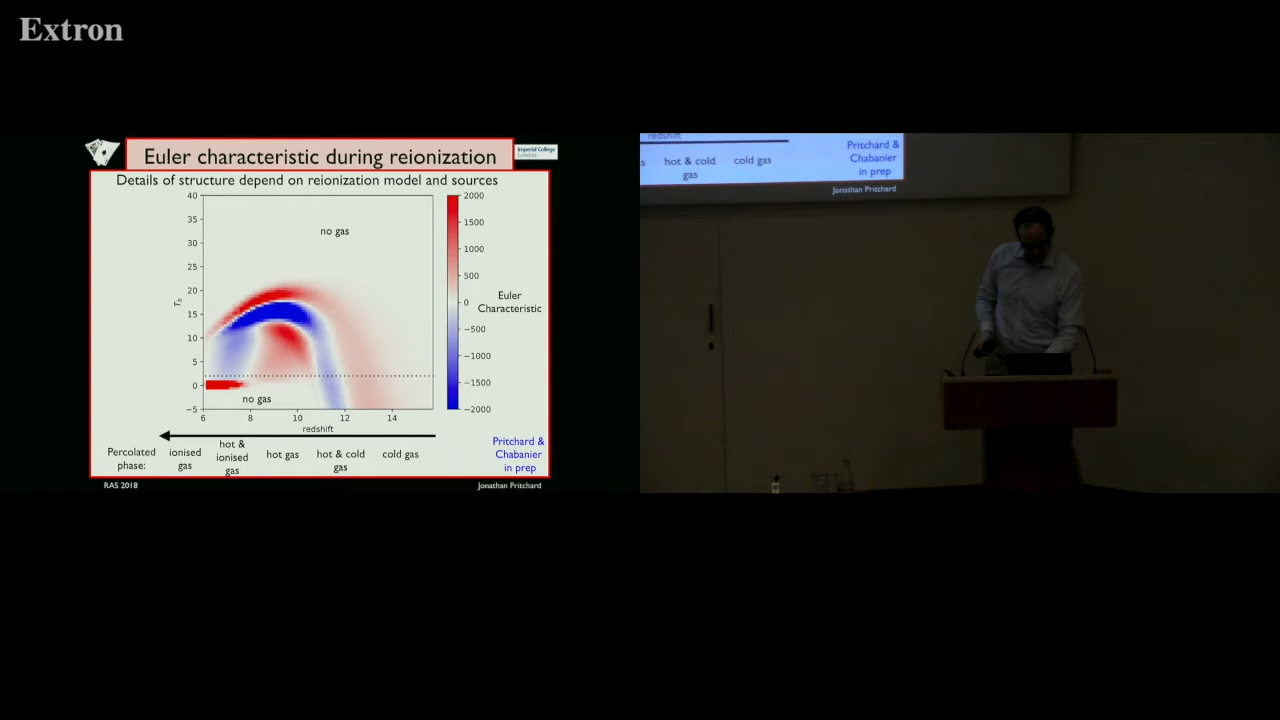 Extron
Euler characteristic during reionization
Imperial College
London
Details of structure depend on reionization model and sources
40
35
30
25
20
15
10
5
0
−5
T_b
no gas
no gas
6
8
10
12
14
redshift
2000
1500
1000
500
0
−500
−1000
−1500
−2000
Euler
Characteristic
Percolated
phase:
ionised
gas
hot &
ionised
gas
hot gas
hot & cold
gas
cold gas
Pritchard &
Chabanier
in prep
RAS 2018
Jonathan Pritchard
redshift
s
hot & cold
gas
cold gas
Pritchard &
Chabanier
in prep
Jonathan Pritchard